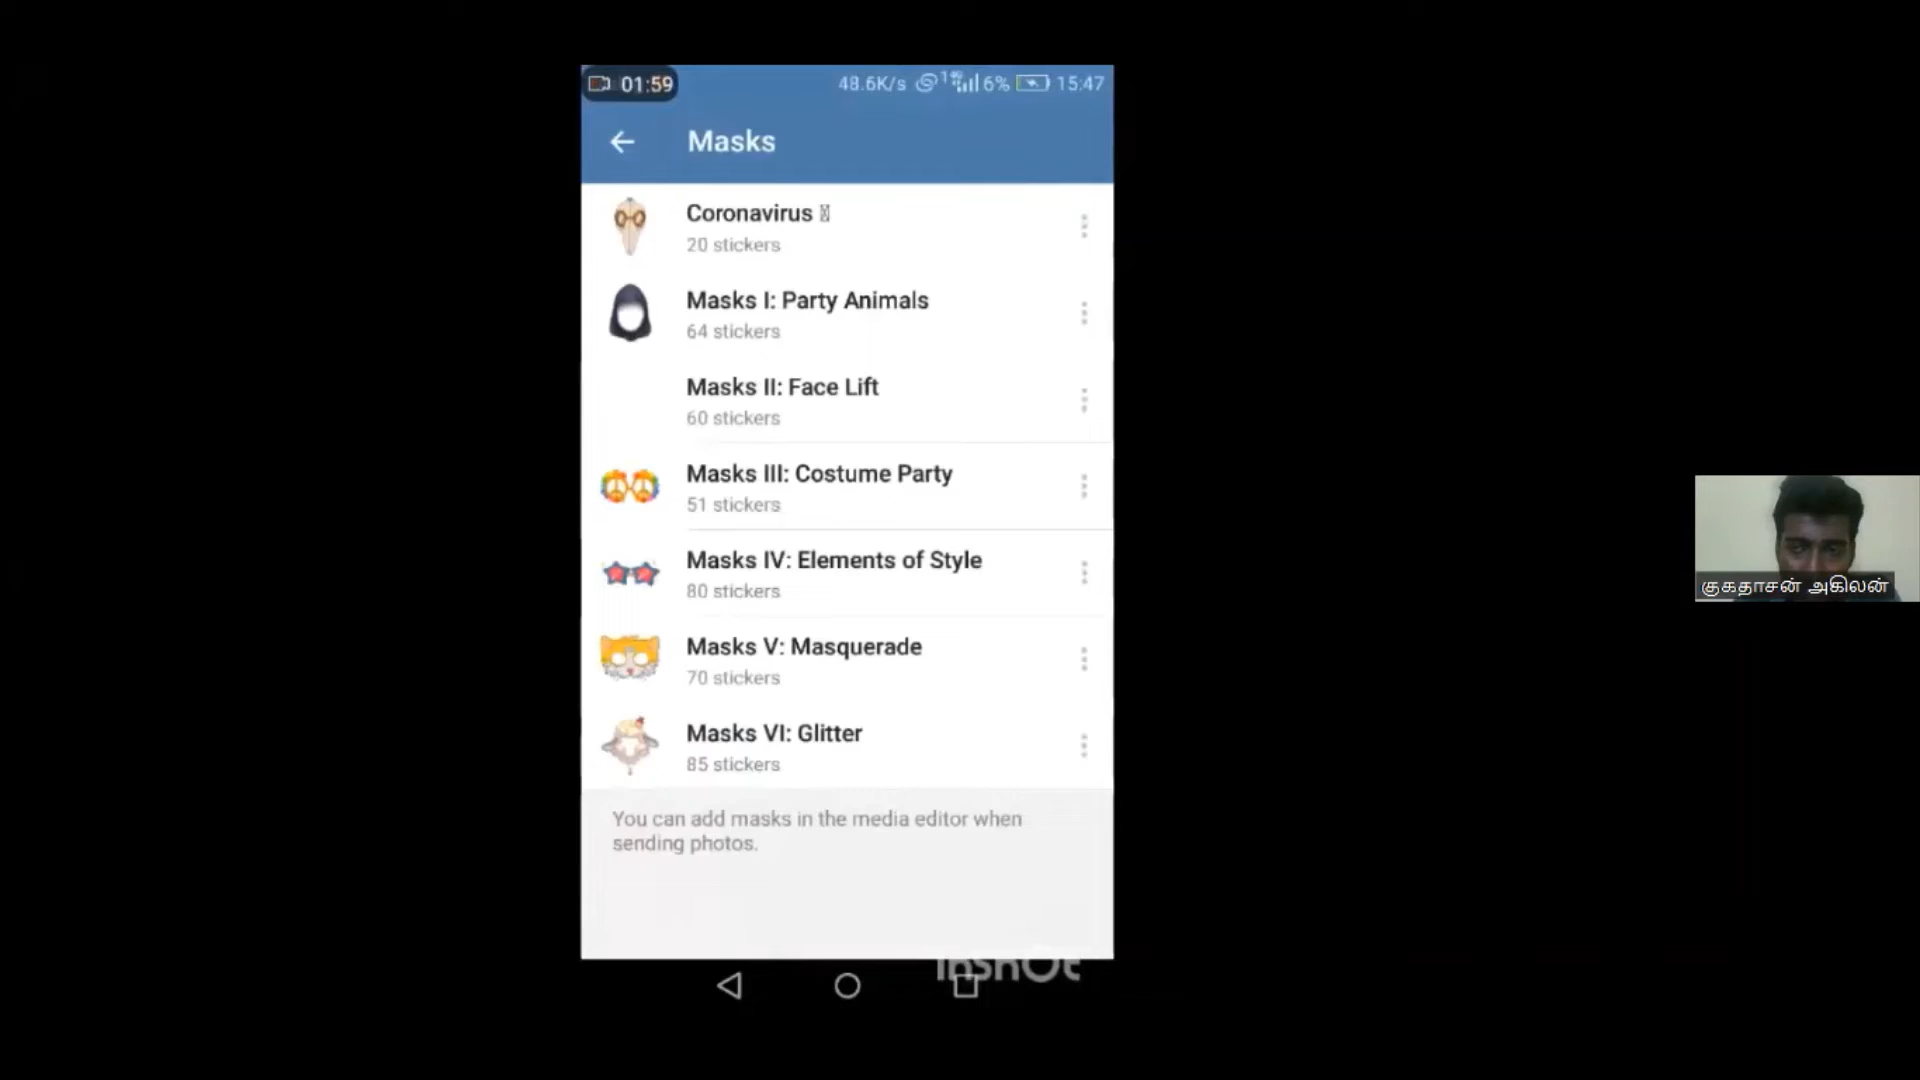 01:59
48.6K/s 6% 15:47
Masks
Coronavirus
20 stickers
Masks I: Party Animals
64 stickers
Masks II: Face Lift
60 stickers
Masks III: Costume Party
51 stickers
Masks IV: Elements of Style
80 stickers
Masks V: Masquerade
70 stickers
Masks VI: Glitter
85 stickers
You can add masks in the media editor when
sending photos.
InShOt
குகதாசன் அகிலன்